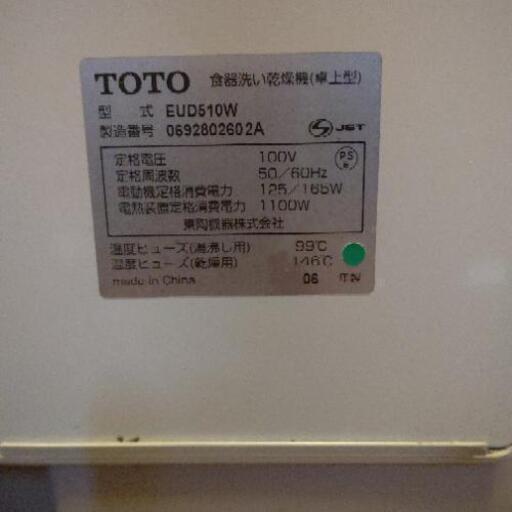 TOTO 食器洗い乾燥機(卓上型)
型 式 EUD510W
製造番号 0692802602A
JET
定格電圧 100V
PS
定格周波数 50/60Hz
電動機定格消費電力 125/165W
電熱装置定格消費電力 1100W
東陶機器株式会社
温度ヒューズ(湯沸し用) 99℃
温度ヒューズ(乾燥用) 146℃
made in China 06 年製